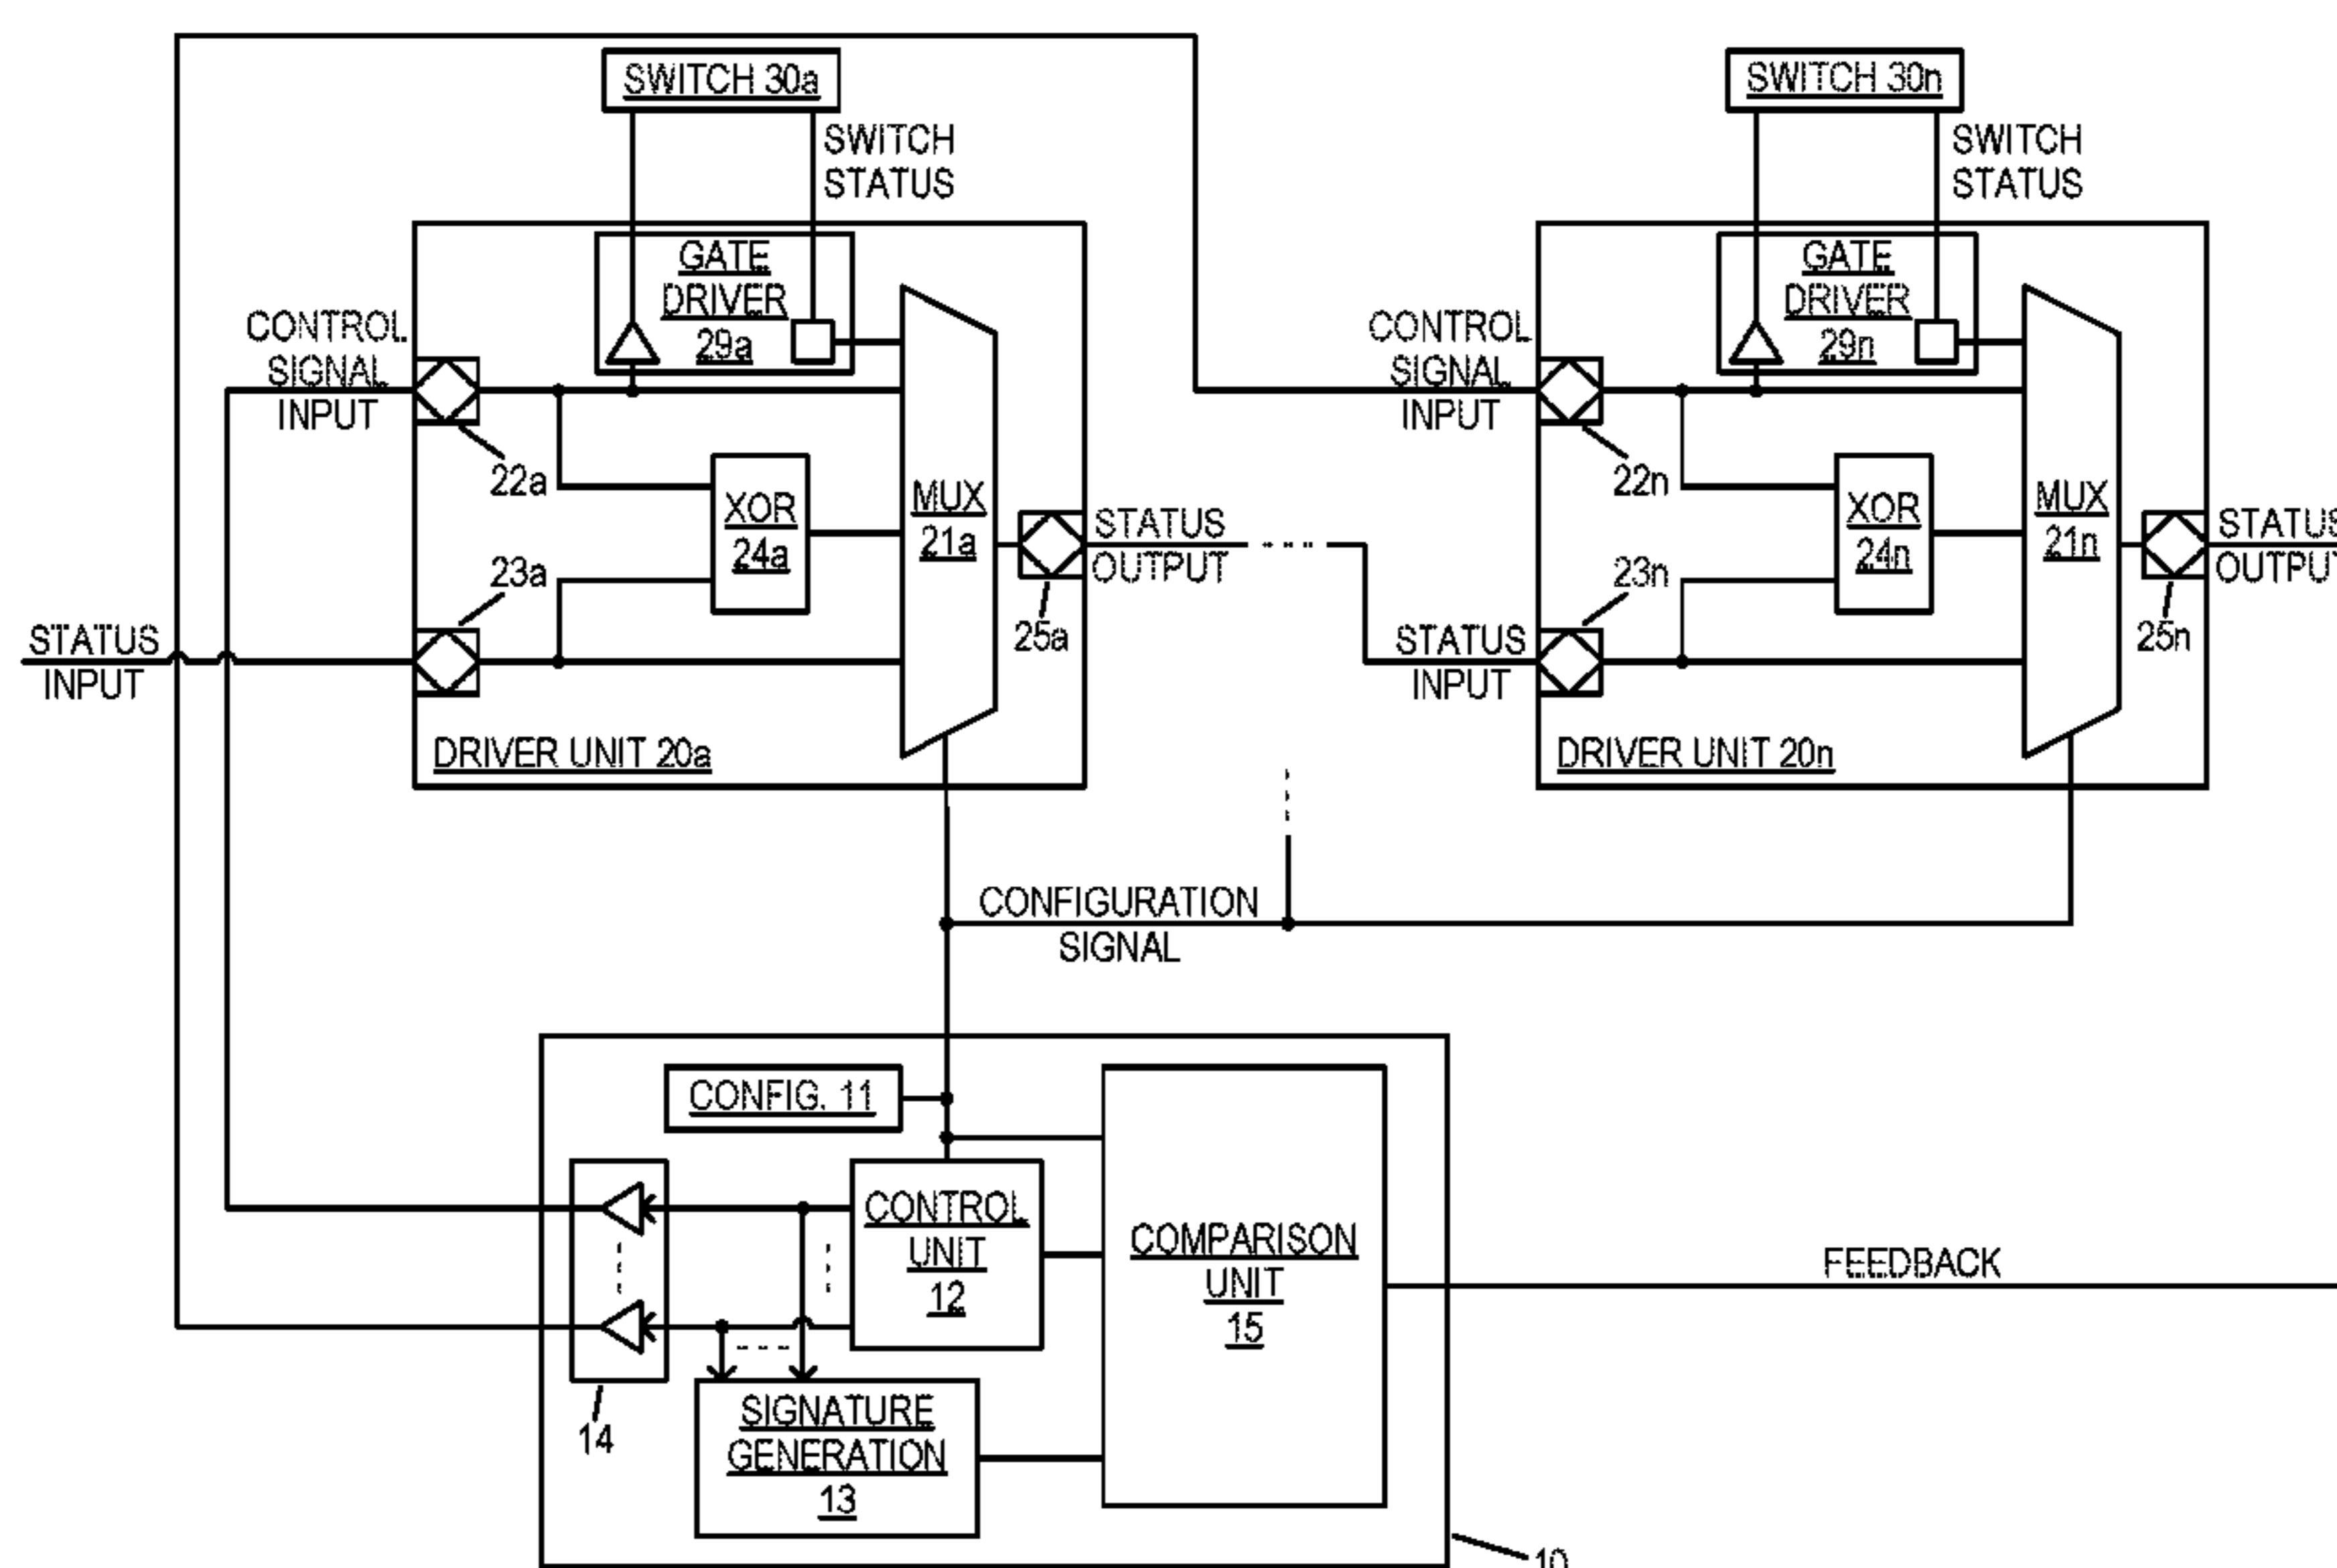 SWITCH 30a
SWITCH 30n
SWITCH
STATUS
SWITCH
STATUS
GATE
DRIVER
29a
GATE
DRIVER
29n
CONTROL
SIGNAL
INPUT
CONTROL
SIGNAL
INPUT
22a
XOR
24a
MUX
21a
STATUS
OUTPUT
22n
XOR
24n
MUX
21n
STATUS
OUTPUT
23a
25a
23n
25n
STATUS
INPUT
STATUS
INPUT
DRIVER UNIT 20a
DRIVER UNIT 20n
CONFIGURATION
SIGNAL
CONFIG. 11
CONTROL
UNIT
12
COMPARISON
UNIT
15
FEEDBACK
14
SIGNATURE
GENERATION
13
10